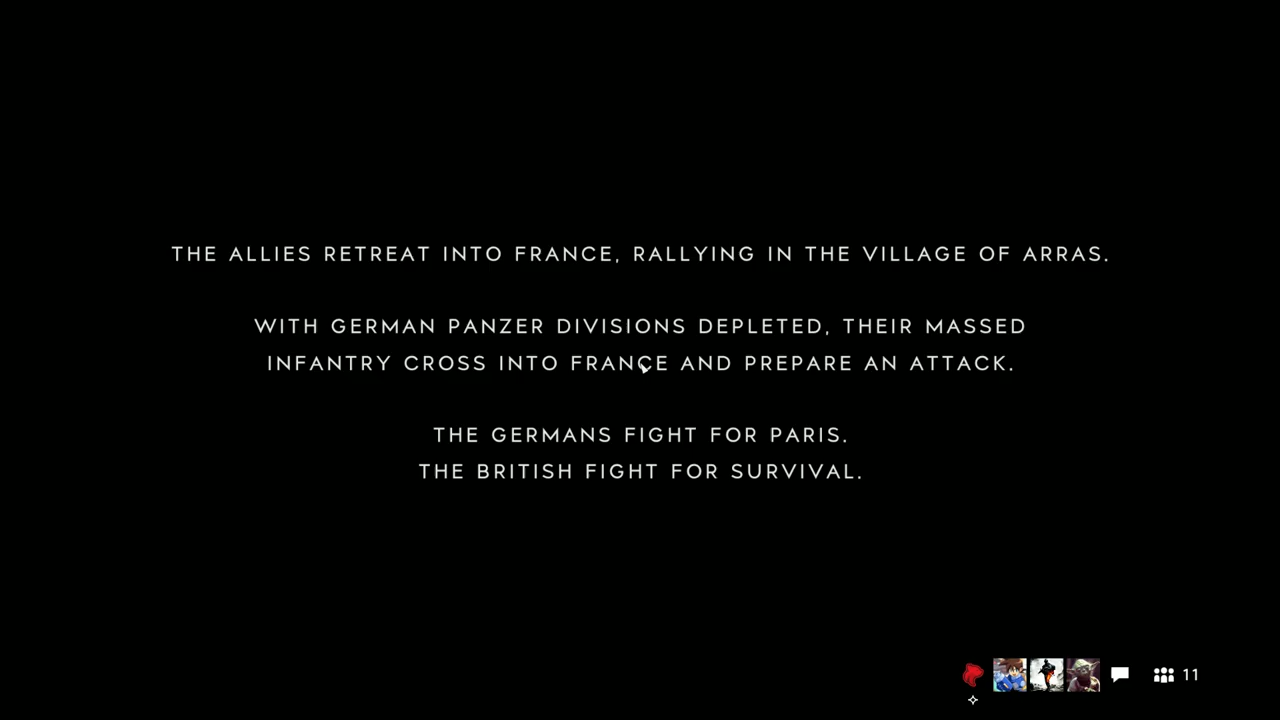 THE ALLIES RETREAT INTO FRANCE, RALLYING IN THE VILLAGE OF ARRAS.
WITH GERMAN PANZER DIVISIONS DEPLETED, THEIR MASSED
INFANTRY CROSS INTO FRANCE AND PREPARE AN ATTACK.
THE GERMANS FIGHT FOR PARIS.
THE BRITISH FIGHT FOR SURVIVAL.
11